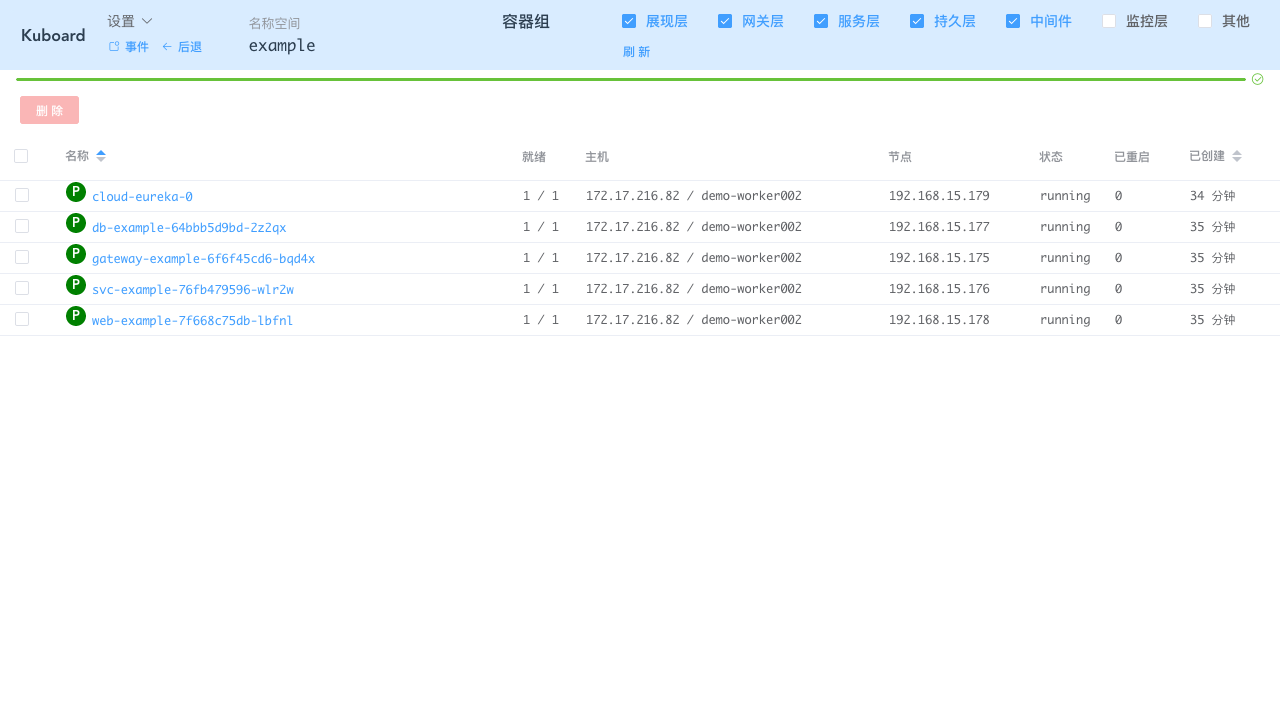 Kuboard
设置
事件 后退
名称空间
example
容器组
展现层 网关层 服务层 持久层 中间件 监控层 其他
刷 新
删 除
名称 就绪 主机 节点 状态 已重启 已创建
P cloud-eureka-0 1 / 1 172.17.216.82 / demo-worker002 192.168.15.179 running 0 34 分钟
P db-example-64bbb5d9bd-2z2qx 1 / 1 172.17.216.82 / demo-worker002 192.168.15.177 running 0 35 分钟
P gateway-example-6f6f45cd6-bqd4x 1 / 1 172.17.216.82 / demo-worker002 192.168.15.175 running 0 35 分钟
P svc-example-76fb479596-wlr2w 1 / 1 172.17.216.82 / demo-worker002 192.168.15.176 running 0 35 分钟
P web-example-7f668c75db-lbfnl 1 / 1 172.17.216.82 / demo-worker002 192.168.15.178 running 0 35 分钟